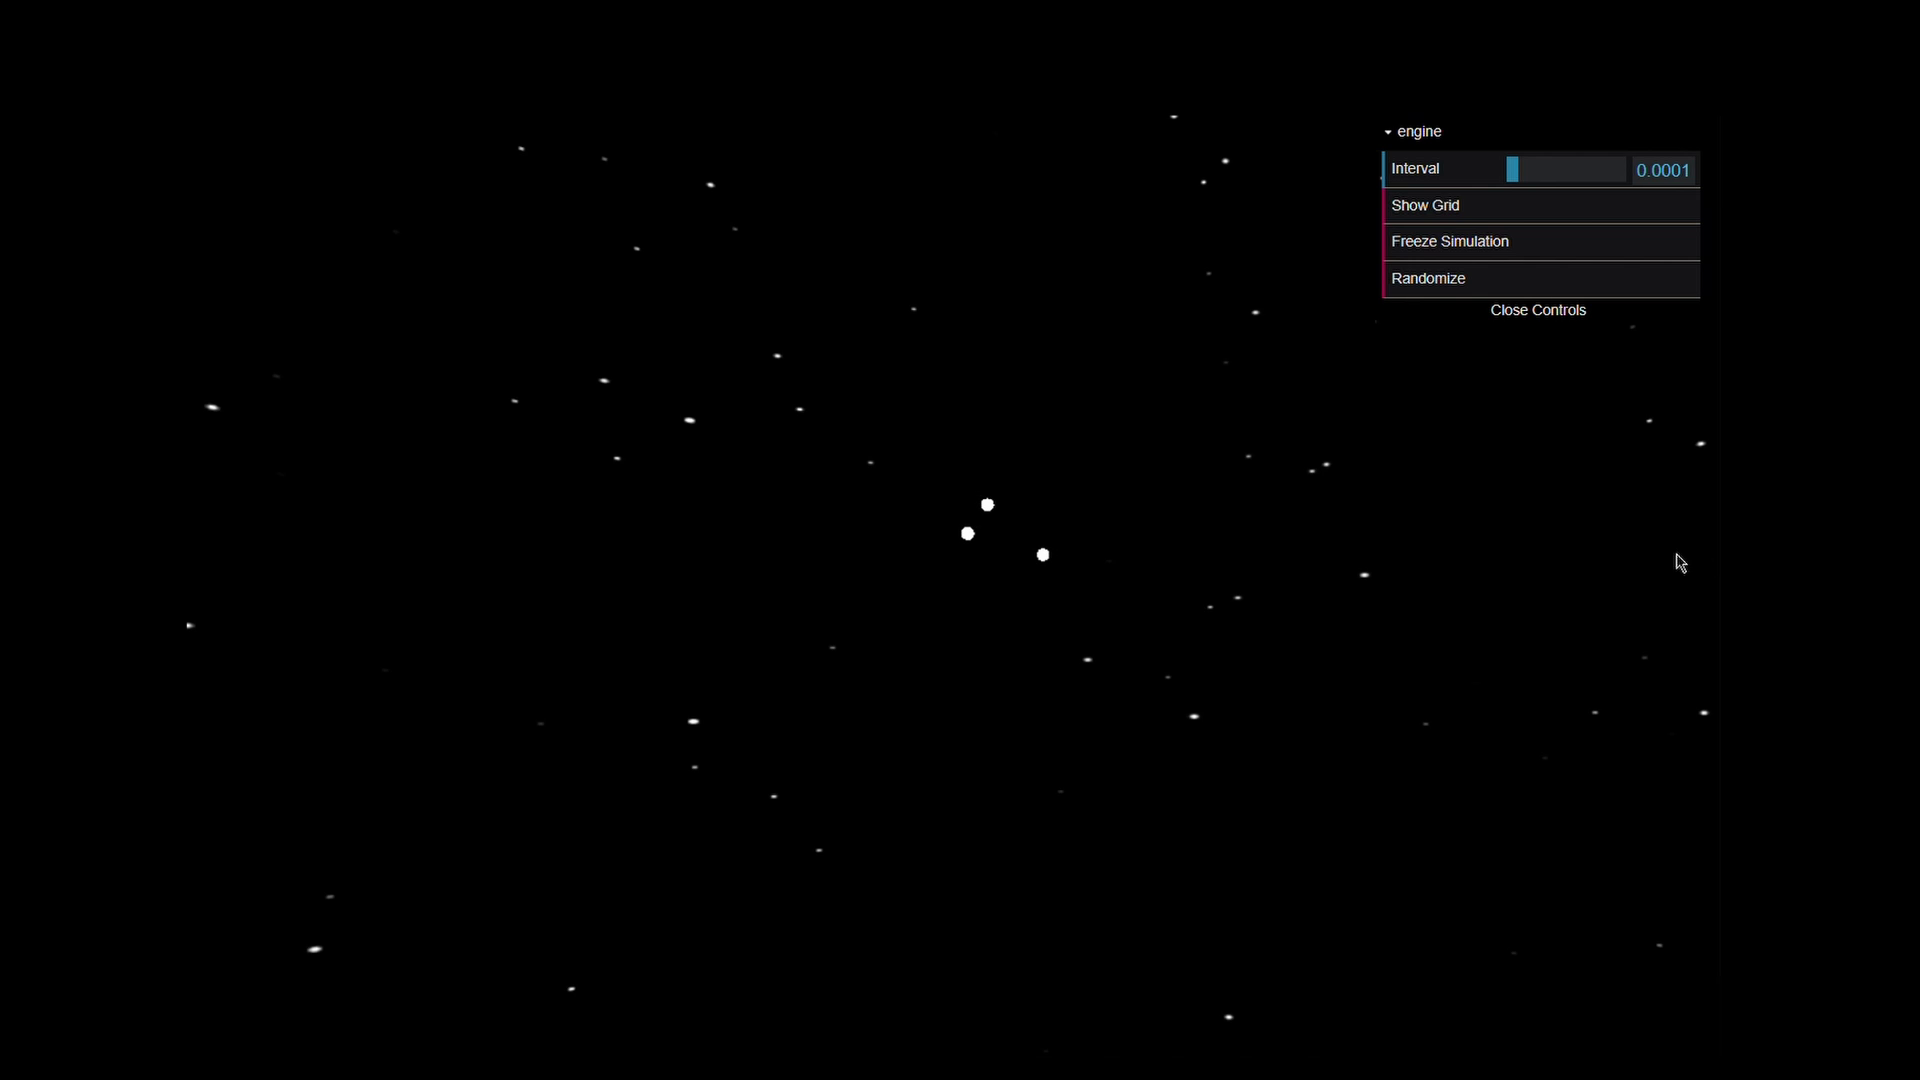 engine
Interval 0.0001
Show Grid
Freeze Simulation
Randomize
Close Controls